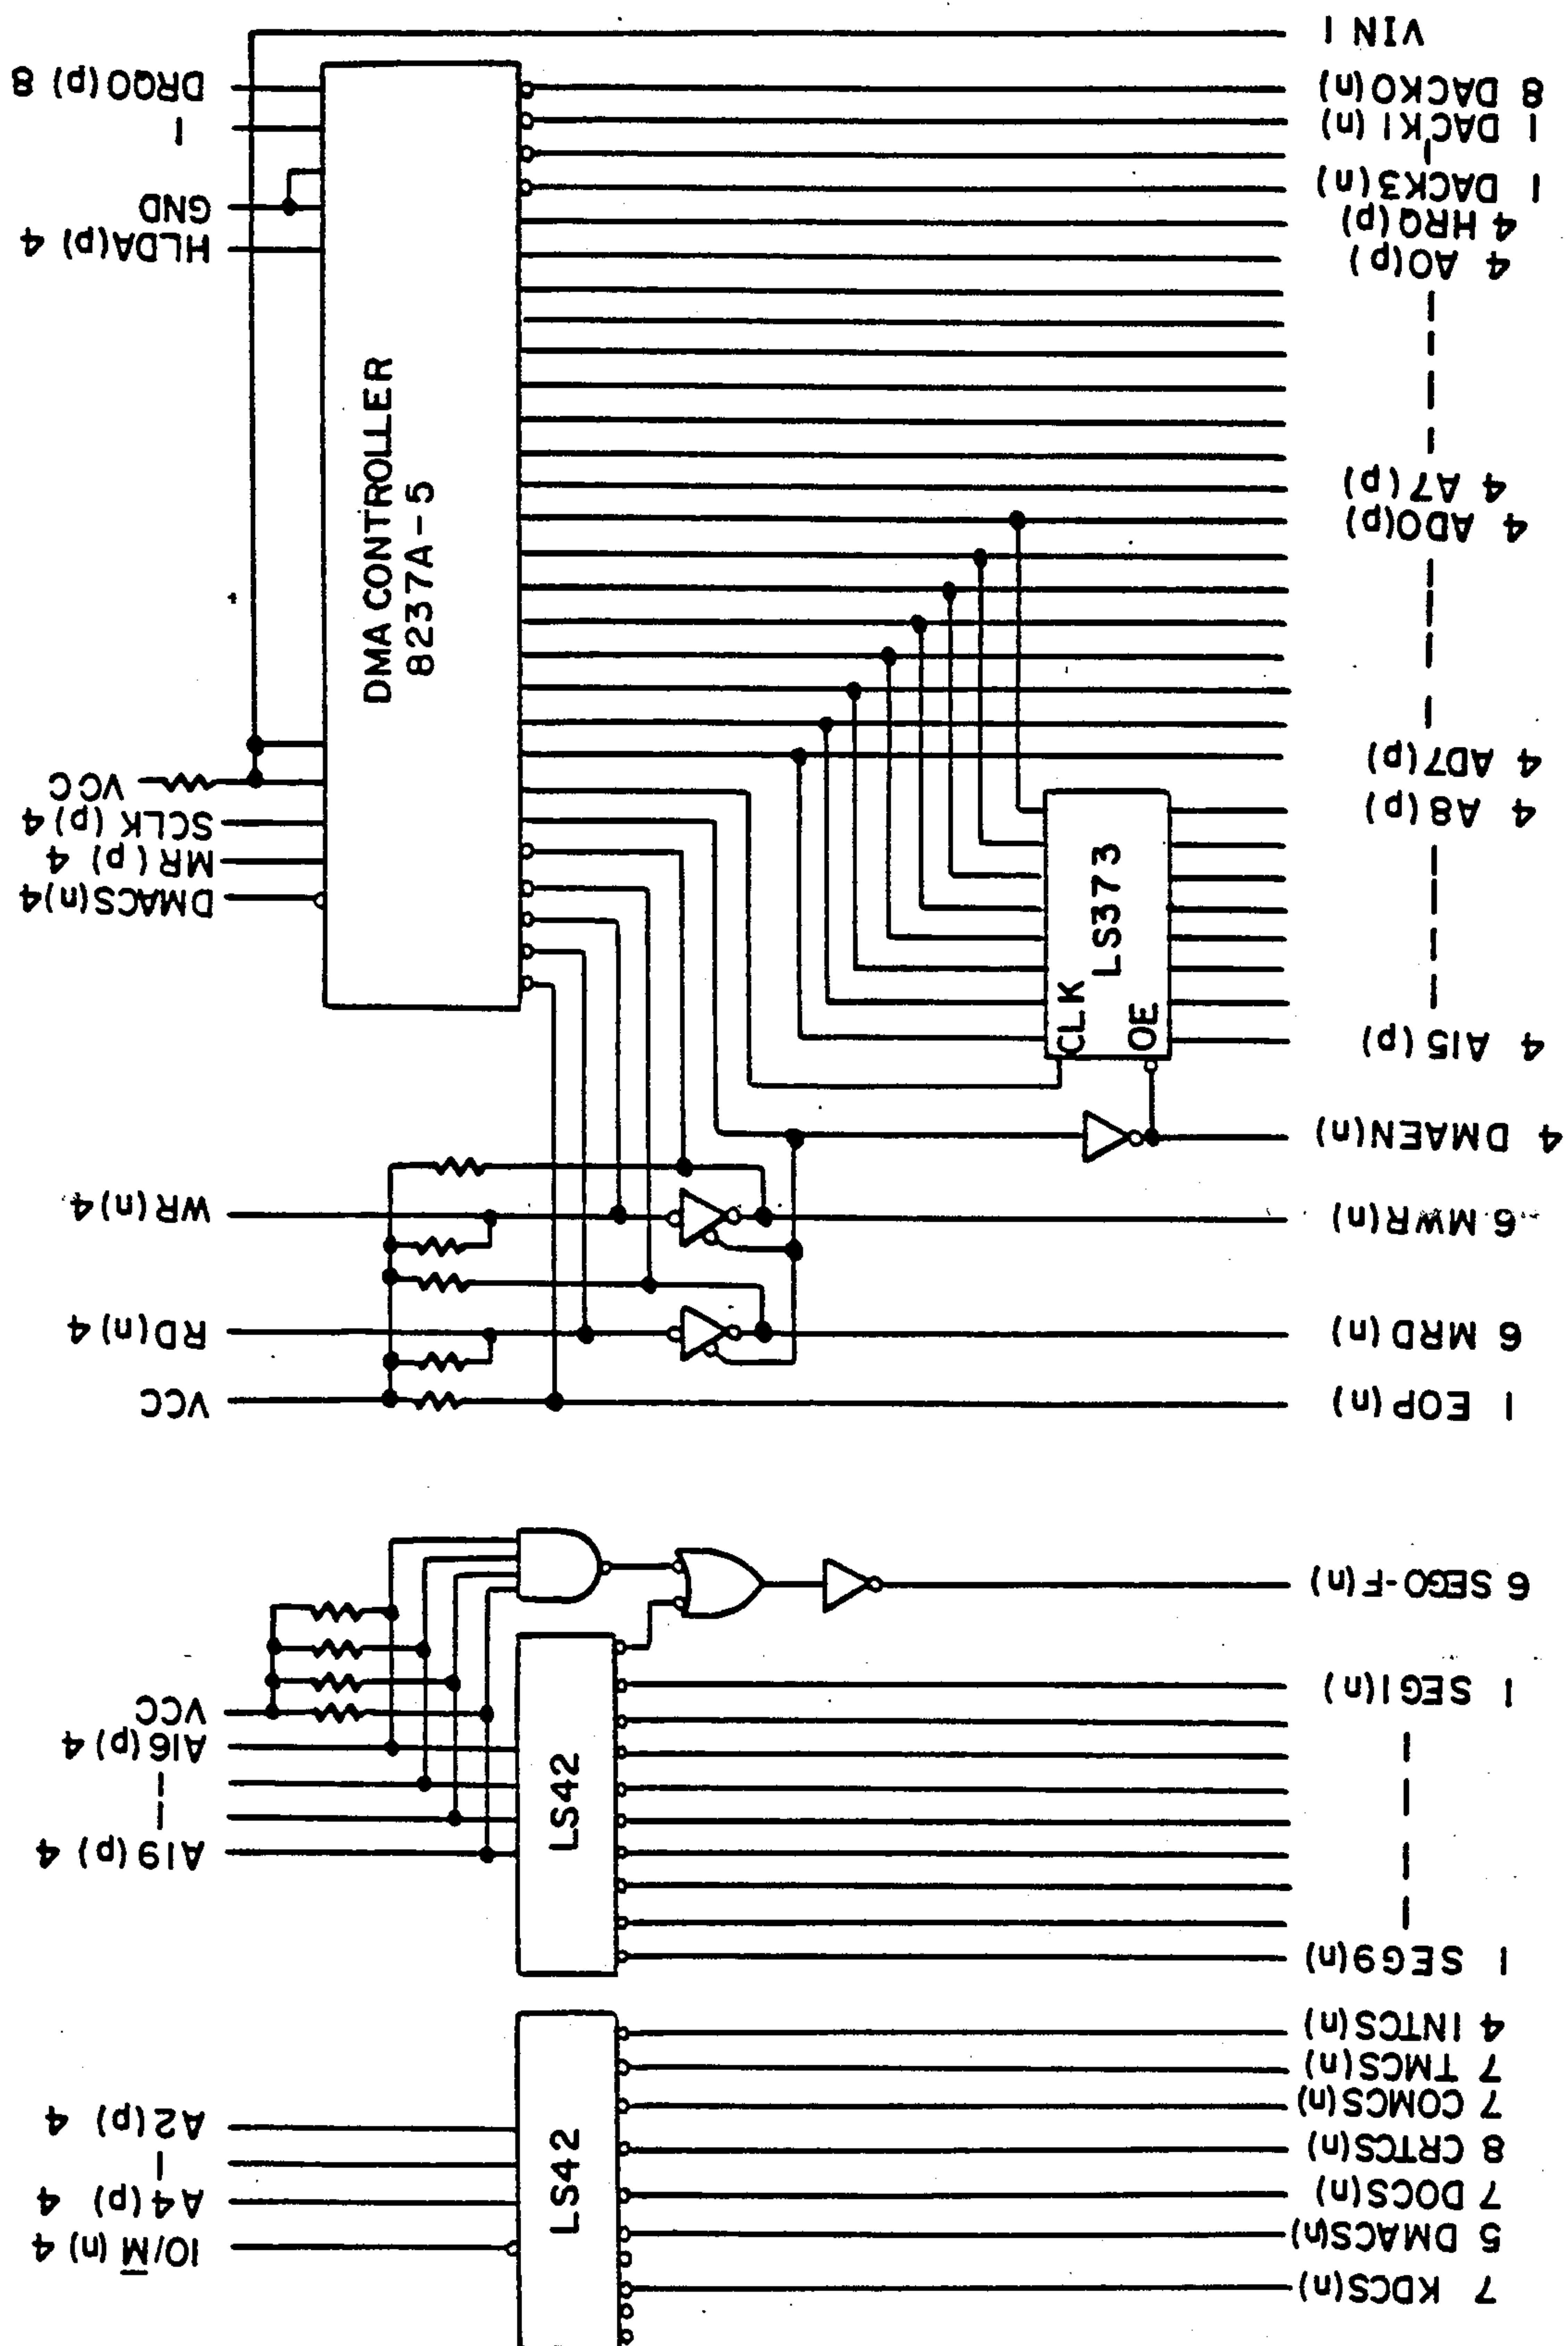 DRQ0(p) 8
1
GND
HLDA(p) 4
VCC
SCLK(p) 4
MR(p) 4
DMACS(n) 4
DMA CONTROLLER
8237A-5
VIN 1
8 DACK0(n)
1 DACK1(n)
1 DACK3(n)
4 HRQ(p)
4 A0(p)
4 A7(p)
4 AD0(p)
4 AD7(p)
4 A8(p)
4 A15(p)
LS373
CLK
OE
4 DMAEN(n)
WR(n) 4
6 MWR(n)
RD(n) 4
6 MRD(n)
VCC
1 EOP(n)
6 SEG0-F(n)
VCC
A16(p) 4
A19(p) 4
LS42
1 SEG1(n)
1 SEG9(n)
A2(p) 4
A4(p) 4
IO/M̅(n) 4
LS42
4 INTCS(n)
7 TMCS(n)
7 COMCS(n)
8 CRTCS(n)
7 DOCS(n)
5 DMACS(n)
7 KDCS(n)